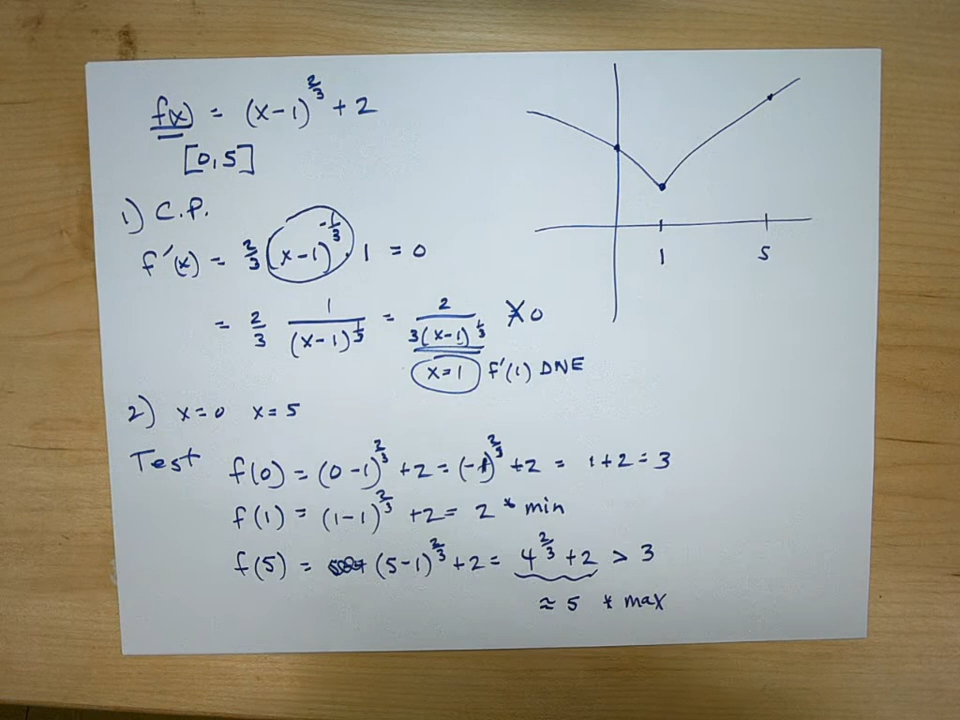 f(x) = (x-1)^{2/3} + 2
[0, 5]
1) C.P.
f'(x) = 2/3 (x-1)^{-1/3} · 1 = 0
= 2/3 1/(x-1)^{1/3} = 2/(3(x-1)^{1/3}) ≠ 0
x=1 f'(1) DNE
2) x=0 x=5
Test f(0) = (0-1)^{2/3} +2 = (-1)^{2/3} +2 = 1+2=3
f(1) = (1-1)^{2/3} +2 = 2 * min
f(5) = (5-1)^{2/3} +2 = 4^{2/3} +2 > 3
≈ 5 * max
1 5